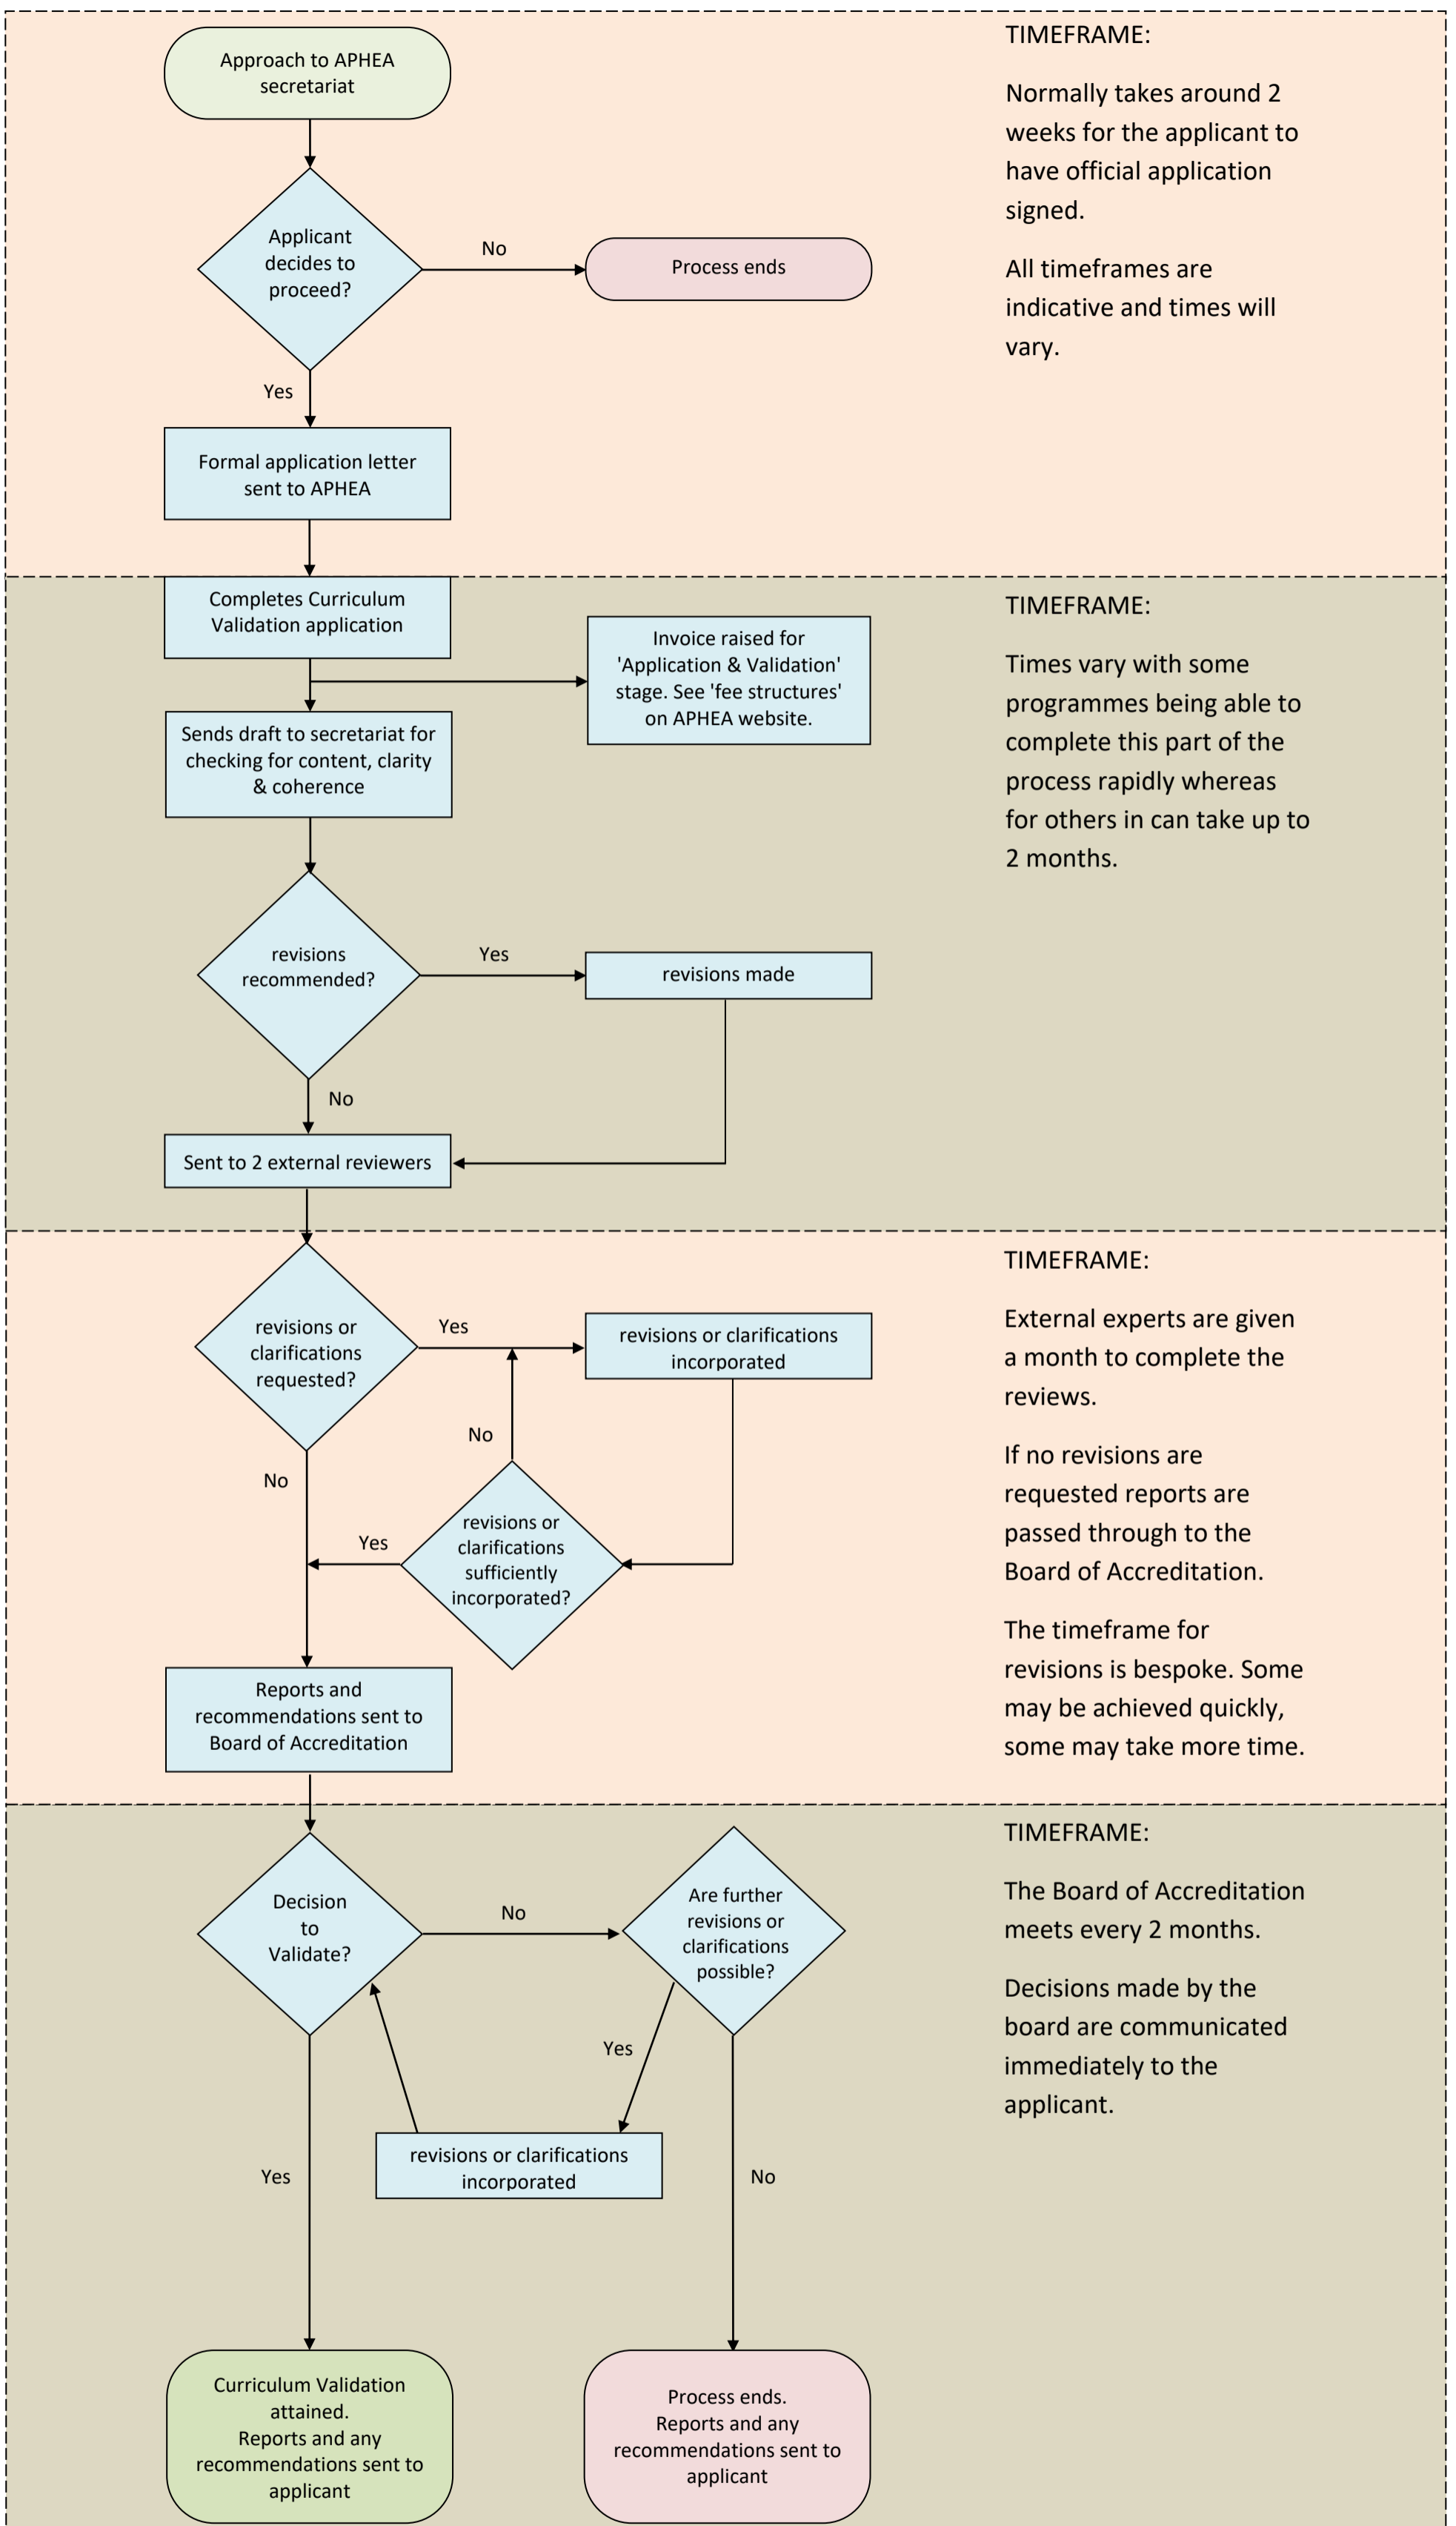 Approach to APHEA
secretariat
TIMEFRAME:
Normally takes around 2
weeks for the applicant to
have official application
signed.
All timeframes are
indicative and times will
vary.
Applicant
decides to
proceed?
No
Process ends
Yes
Formal application letter
sent to APHEA
Completes Curriculum
Validation application
Invoice raised for
'Application & Validation'
stage. See 'fee structures'
on APHEA website.
TIMEFRAME:
Times vary with some
programmes being able to
complete this part of the
process rapidly whereas
for others in can take up to
2 months.
Sends draft to secretariat for
checking for content, clarity
& coherence
revisions
recommended?
Yes
revisions made
No
Sent to 2 external reviewers
TIMEFRAME:
External experts are given
a month to complete the
reviews.
If no revisions are
requested reports are
passed through to the
Board of Accreditation.
The timeframe for
revisions is bespoke. Some
may be achieved quickly,
some may take more time.
revisions or
clarifications
requested?
Yes
revisions or clarifications
incorporated
No
No
revisions or
clarifications
sufficiently
incorporated?
Yes
Reports and
recommendations sent to
Board of Accreditation
TIMEFRAME:
The Board of Accreditation
meets every 2 months.
Decisions made by the
board are communicated
immediately to the
applicant.
Decision
to
Validate?
No
Are further
revisions or
clarifications
possible?
Yes
revisions or clarifications
incorporated
Yes
No
Curriculum Validation
attained.
Reports and any
recommendations sent to
applicant
Process ends.
Reports and any
recommendations sent to
applicant